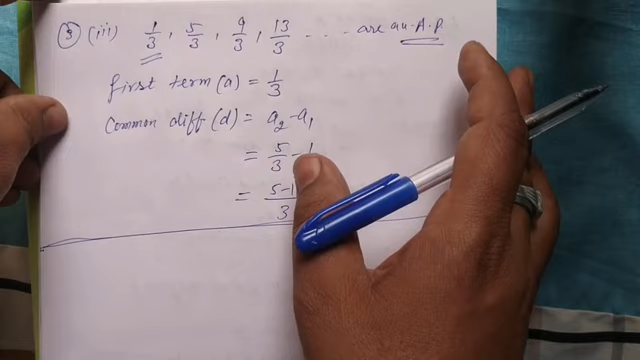 ③ (iii) 1/3, 5/3, 9/3, 13/3 .... are an A.P.
first term (a) = 1/3
Common diff (d) = a₂-a₁
= 5/3 - 1
= 5-1/3